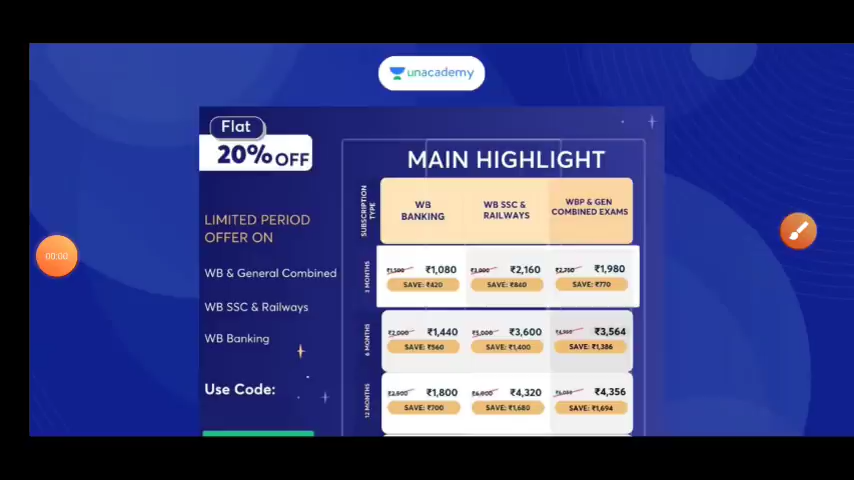 unacademy
Flat
20% OFF
MAIN HIGHLIGHT
SUBSCRIPTION TYPE
WB BANKING
WB SSC & RAILWAYS
WBP & GEN COMBINED EXAMS
LIMITED PERIOD
OFFER ON
WB & General Combined
WB SSC & Railways
WB Banking
Use Code:
00:00
₹1,080 ₹2,160 ₹1,980
SAVE: ₹420 SAVE: ₹840 SAVE: ₹770
6 MONTHS
₹2,000 ₹1,440 ₹5,000 ₹3,600 ₹3,564
SAVE: ₹560 SAVE: ₹1,400 SAVE: ₹1,386
12 MONTHS
₹1,800 ₹4,320 ₹4,356
SAVE: ₹700 SAVE: ₹1,680 SAVE: ₹1,694